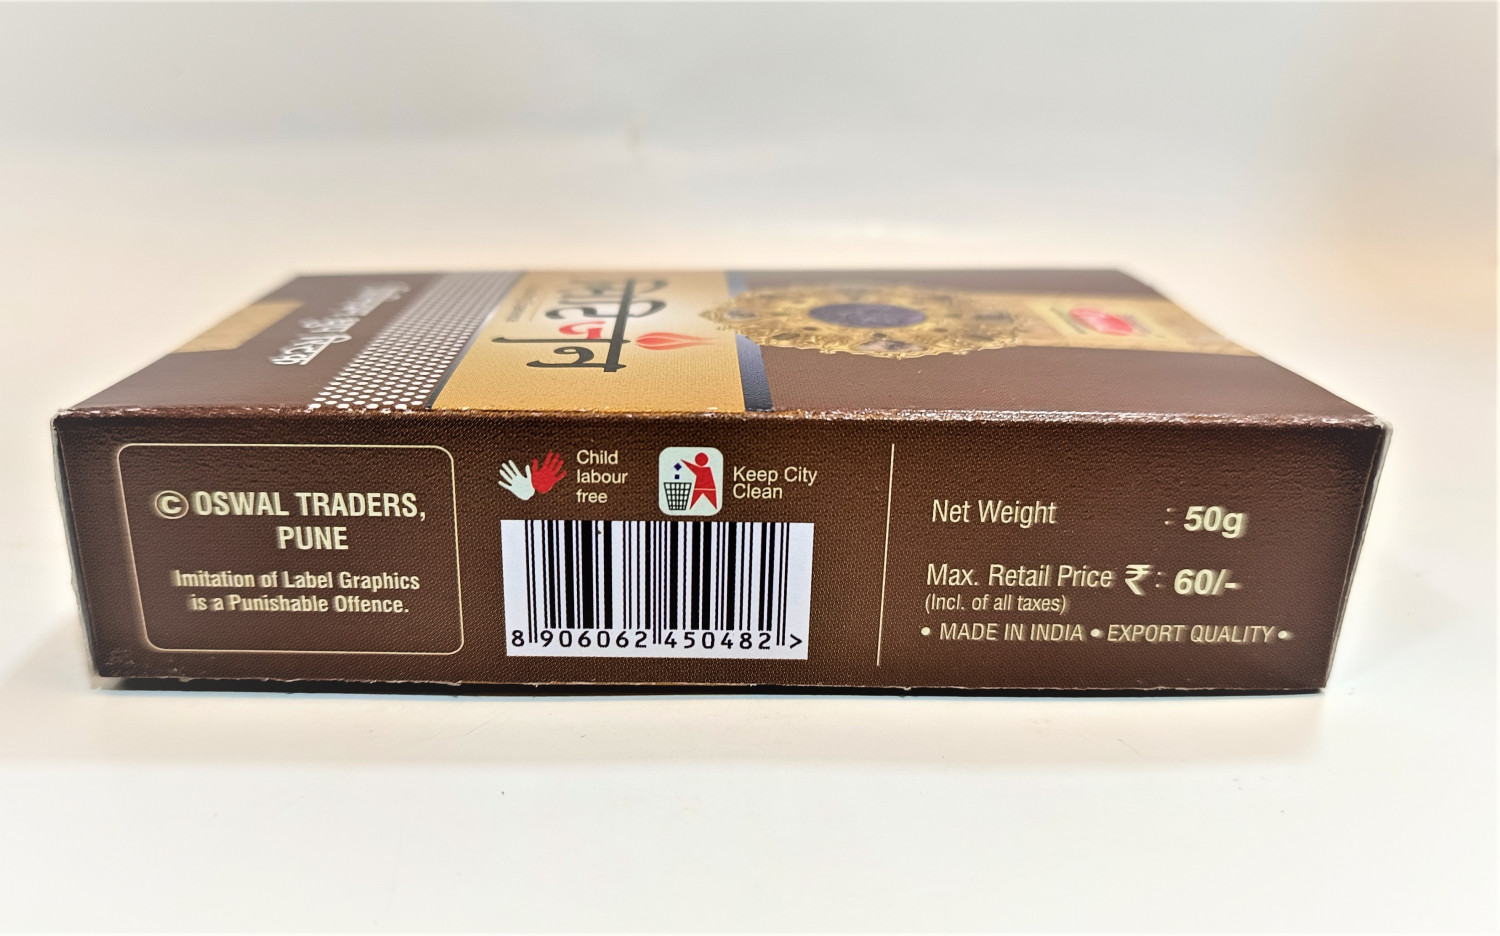 © OSWAL TRADERS,
PUNE
Imitation of Label Graphics
is a Punishable Offence.
Child
labour
free
Keep City
Clean
8 906062 450482 >
Net Weight : 50g
Max. Retail Price ₹ : 60/-
(Incl. of all taxes)
• MADE IN INDIA • EXPORT QUALITY •